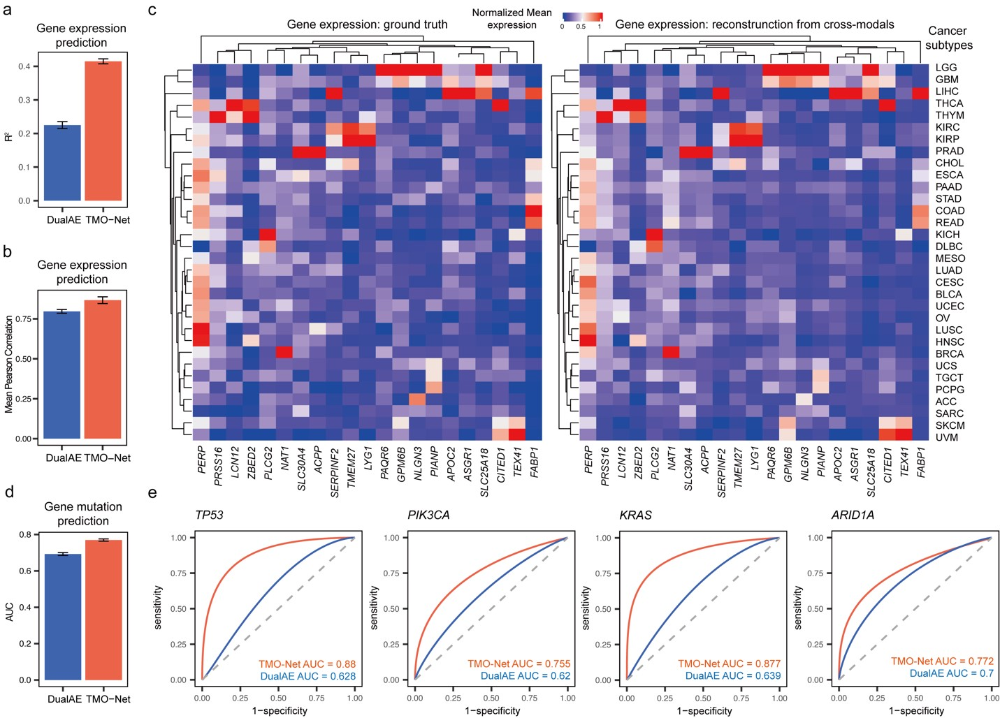 a
Gene expression
prediction
R²
0.4
0.3
0.2
0.1
0.0
DualAE TMO−Net
b
Gene expression
prediction
Mean Pearson Correlation
0.75
0.50
0.25
0.00
DualAE TMO−Net
c
Gene expression: ground truth
Normalized Mean
expression
0 0.5 1
Gene expression: reconstrunction from cross-modals
Cancer
subtypes
LGG
GBM
LIHC
THCA
THYM
KIRC
KIRP
PRAD
CHOL
ESCA
PAAD
STAD
COAD
READ
KICH
DLBC
MESO
LUAD
CESC
BLCA
UCEC
OV
LUSC
HNSC
BRCA
UCS
TGCT
PCPG
ACC
SARC
SKCM
UVM
PERP
PRSS16
LCN12
ZBED2
PLCG2
NAT1
SLC30A4
ACPP
SERPINF2
TMEM27
LYG1
PAQR6
GPM6B
NLGN3
PIANP
APOC2
ASGR1
SLC25A18
CITED1
TEX41
FABP1
PERP
PRSS16
LCN12
ZBED2
PLCG2
NAT1
SLC30A4
ACPP
SERPINF2
TMEM27
LYG1
PAQR6
GPM6B
NLGN3
PIANP
APOC2
ASGR1
SLC25A18
CITED1
TEX41
FABP1
d
Gene mutation
prediction
AUC
0.8
0.6
0.4
0.2
0.0
DualAE TMO−Net
e
TP53
sensitivity
1.00
0.75
0.50
0.25
0.00
TMO-Net AUC = 0.88
DualAE AUC = 0.628
0.00 0.25 0.50 0.75 1.00
1−specificity
PIK3CA
sensitivity
1.00
0.75
0.50
0.25
0.00
TMO-Net AUC = 0.755
DualAE AUC = 0.62
0.00 0.25 0.50 0.75 1.00
1−specificity
KRAS
sensitivity
1.00
0.75
0.50
0.25
0.00
TMO-Net AUC = 0.877
DualAE AUC = 0.639
0.00 0.25 0.50 0.75 1.00
1−specificity
ARID1A
sensitivity
1.00
0.75
0.50
0.25
0.00
TMO-Net AUC = 0.772
DualAE AUC = 0.7
0.00 0.25 0.50 0.75 1.00
1−specificity